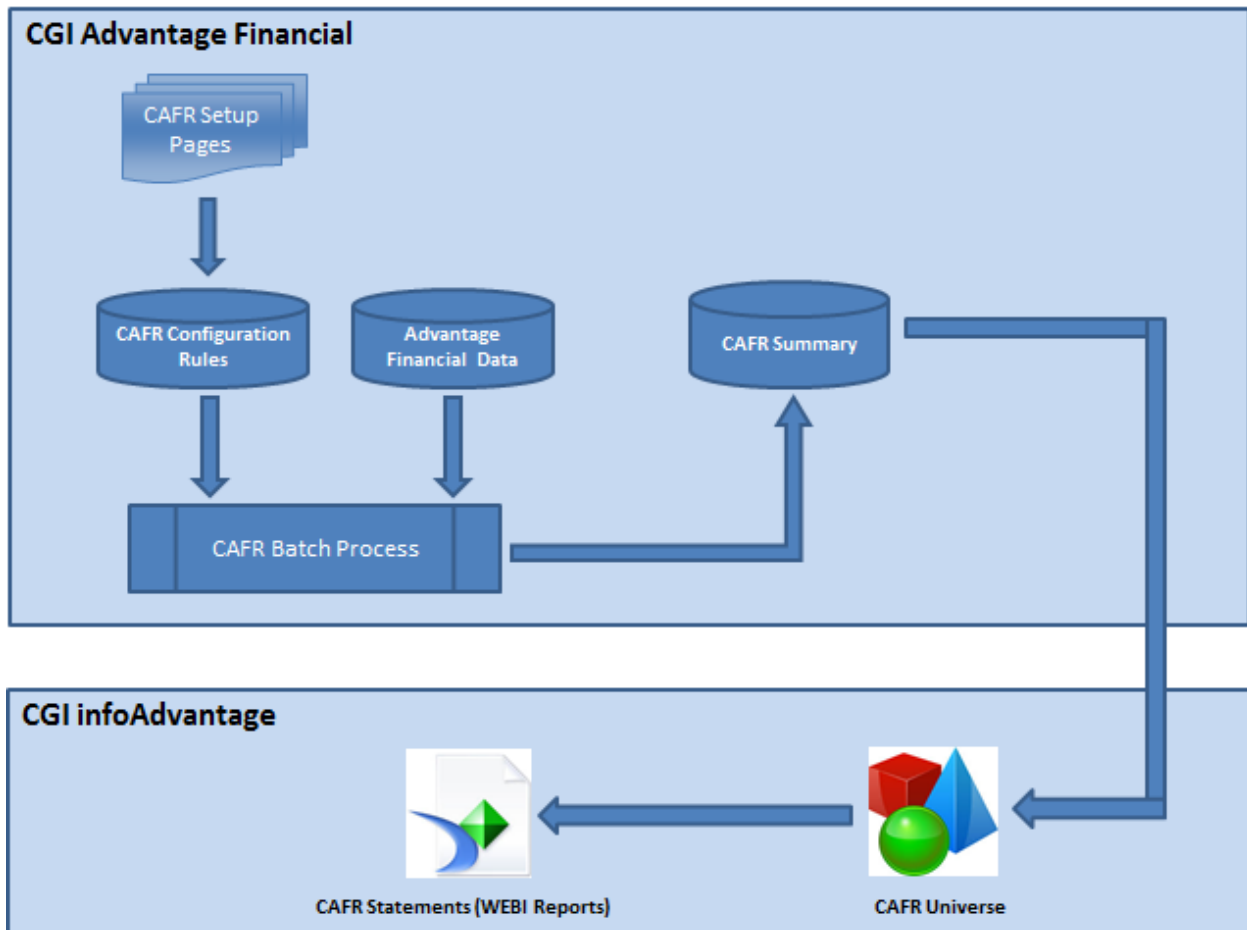 CGI Advantage Financial
CAFR Setup
Pages
CAFR Configuration
Rules
Advantage
Financial Data
CAFR Summary
CAFR Batch Process
CGI infoAdvantage
CAFR Statements (WEBI Reports)
CAFR Universe